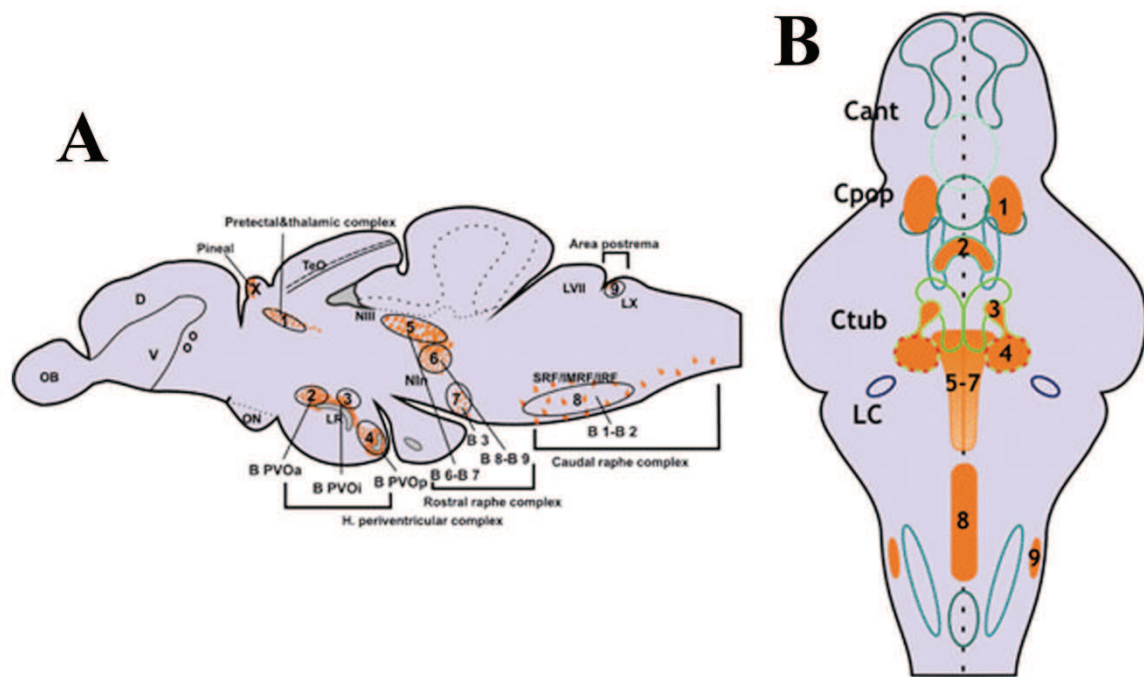 A
Pretectal&thalamic complex
Pineal
Area postrema
X
TeO
D
1
LVII
9
LX
NIII
5
V
6
OB
NIn
SRF/IMRF/IRF
2
3
7
8
LR
ON
4
B 3
B 1-B 2
B PVOa
B 8-B 9
B PVOi
B PVOp
B 6-B 7
Caudal raphe complex
Rostral raphe complex
H. periventricular complex
B
Cant
Cpop
1
2
Ctub
3
4
5-7
LC
8
9